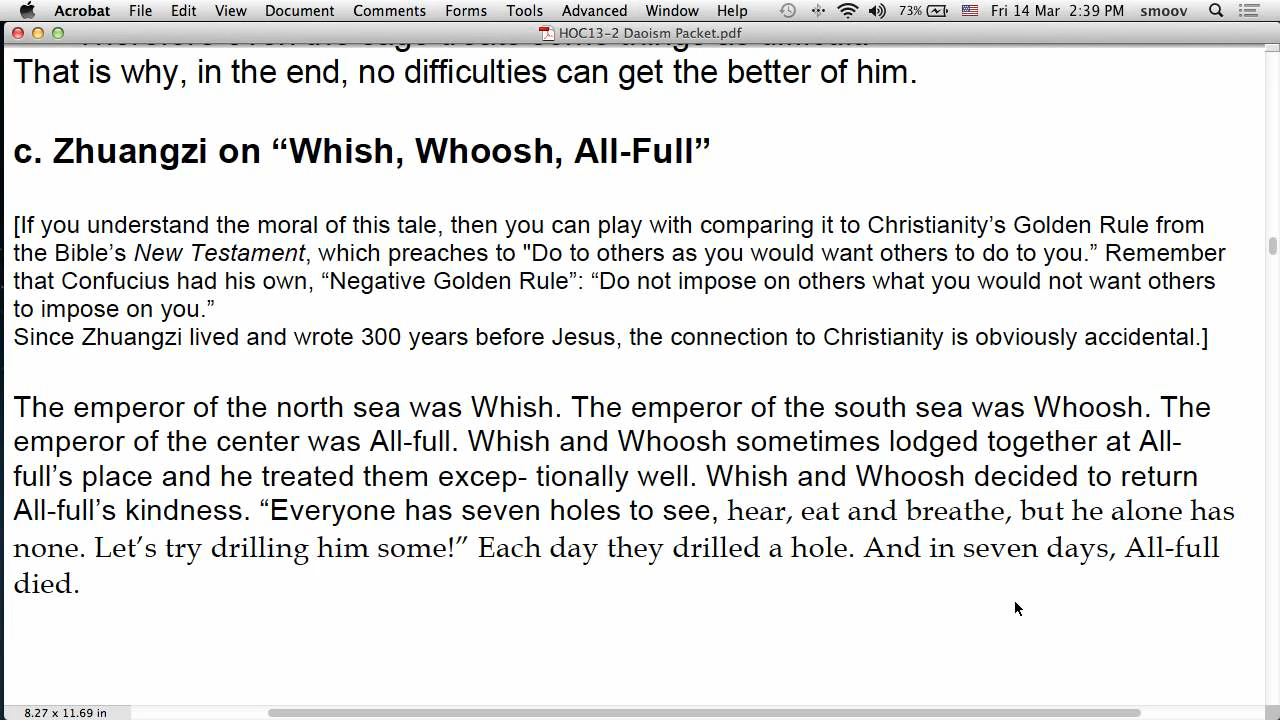 Acrobat File Edit View Document Comments Forms Tools Advanced Window Help 73% Fri 14 Mar 2:39 PM smoov
HOC13-2 Daoism Packet.pdf
Therefore even the sage treats some things as difficult
That is why, in the end, no difficulties can get the better of him.
c. Zhuangzi on “Whish, Whoosh, All-Full”
[If you understand the moral of this tale, then you can play with comparing it to Christianity’s Golden Rule from
the Bible’s New Testament, which preaches to "Do to others as you would want others to do to you.” Remember
that Confucius had his own, “Negative Golden Rule”: “Do not impose on others what you would not want others
to impose on you.”
Since Zhuangzi lived and wrote 300 years before Jesus, the connection to Christianity is obviously accidental.]
The emperor of the north sea was Whish. The emperor of the south sea was Whoosh. The
emperor of the center was All-full. Whish and Whoosh sometimes lodged together at All-
full’s place and he treated them excep- tionally well. Whish and Whoosh decided to return
All-full’s kindness. “Everyone has seven holes to see, hear, eat and breathe, but he alone has
none. Let’s try drilling him some!” Each day they drilled a hole. And in seven days, All-full
died.
8.27 x 11.69 in